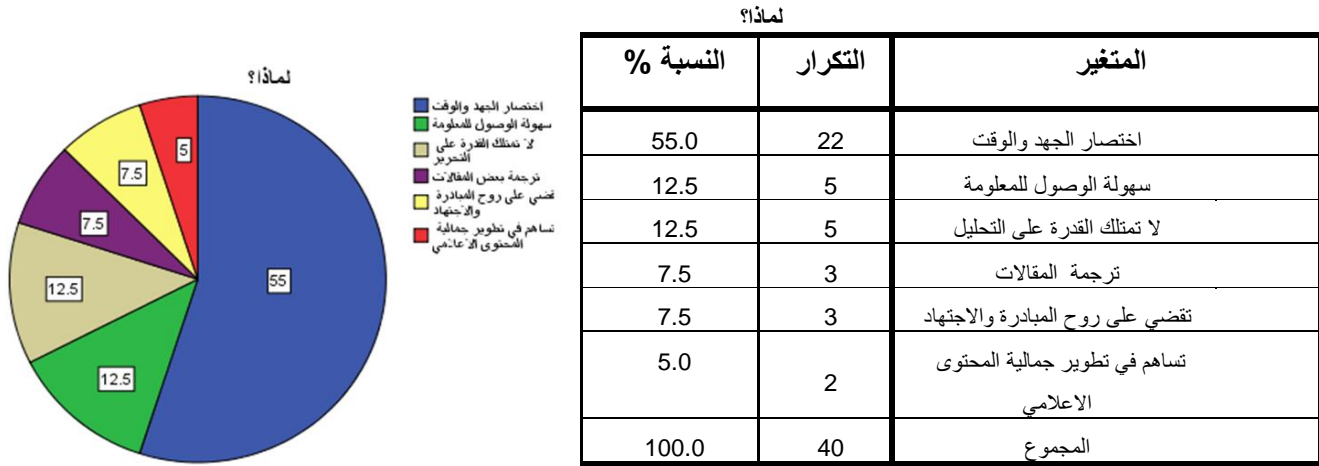 لماذا؟
المتغير التكرار النسبة %
اختصار الجهد والوقت 22 55.0
سهولة الوصول للمعلومة 5 12.5
لا تمتلك القدرة على التحليل 5 12.5
ترجمة المقالات 3 7.5
تقضي على روح المبادرة والاجتهاد 3 7.5
تساهم في تطوير جمالية المحتوى
الاعلامي
2 5.0
المجموع 40 100.0
لماذا؟
اختصار الجهد والوقت
سهولة الوصول للمعلومة
لا تمتلك القدرة على
التحرير
ترجمة بعض المقالات
تقضي على روح المبادرة
والاجتهاد
تساهم في تطوير جمالية
المحتوى الاعلامي
55
12.5
12.5
7.5
7.5
5